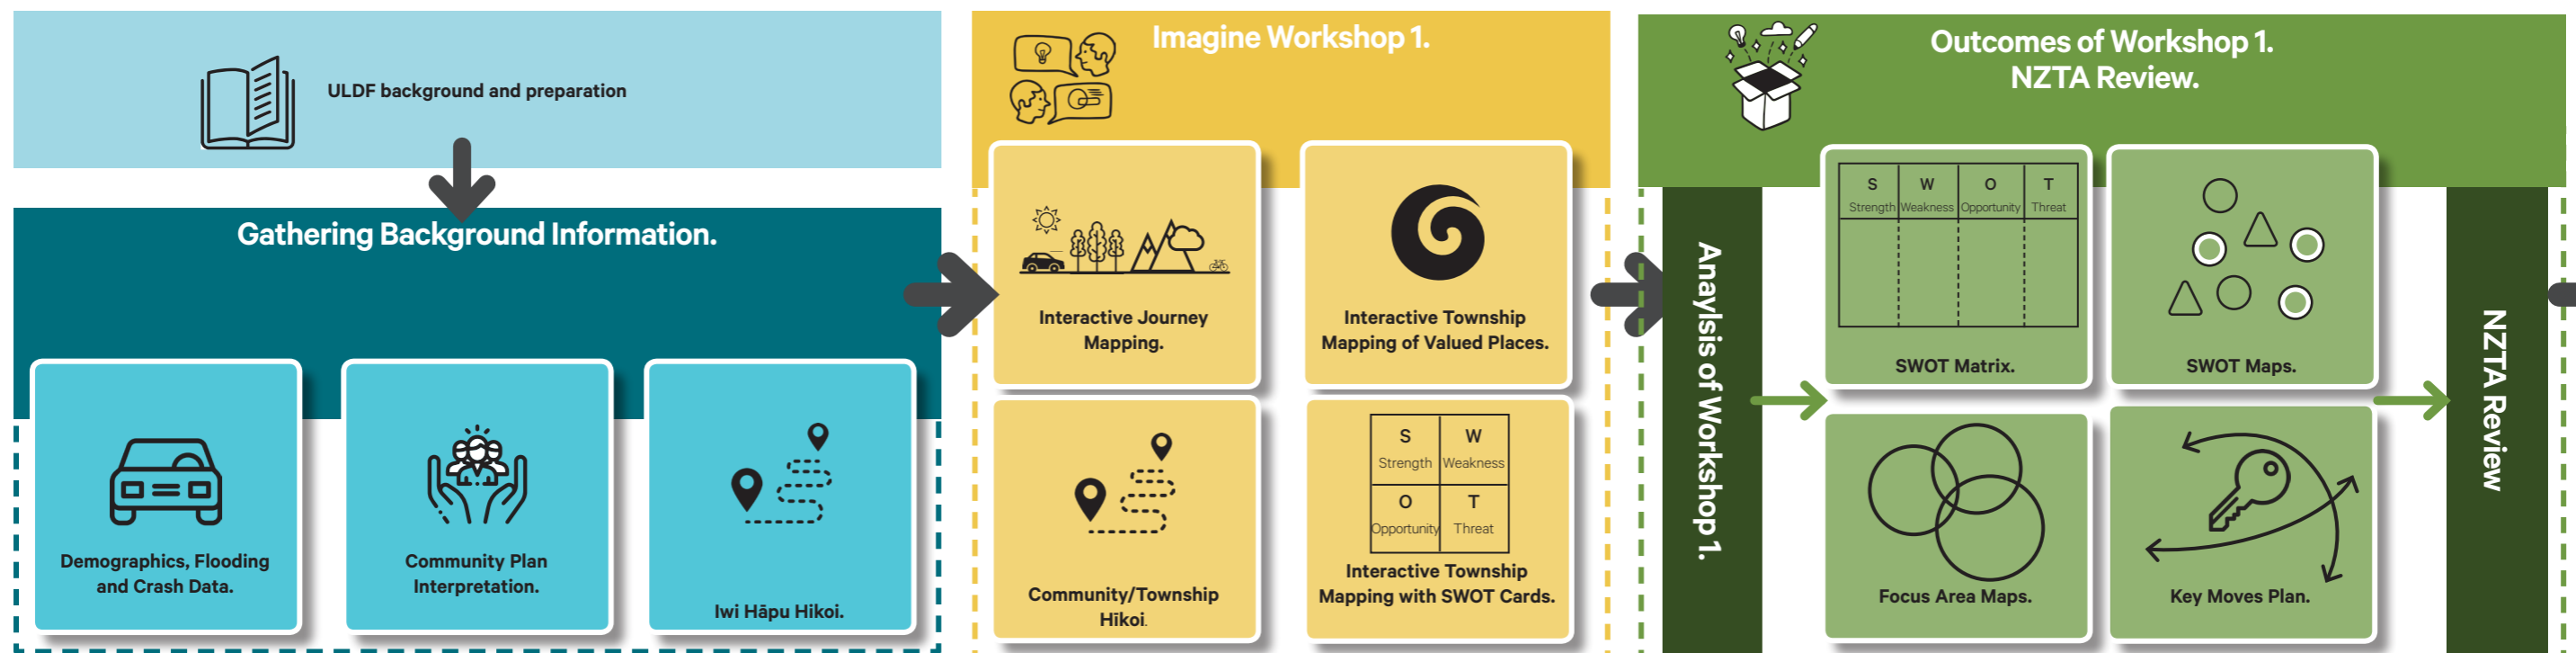 ULDF background and preparation
Gathering Background Information.
Demographics, Flooding
and Crash Data.
Community Plan
Interpretation.
Iwi Hāpu Hikoi.
Imagine Workshop 1.
Interactive Journey
Mapping.
Interactive Township
Mapping of Valued Places.
Community/Township
Hīkoi.
S W
Strength Weakness
O T
Opportunity Threat
Interactive Township
Mapping with SWOT Cards.
Outcomes of Workshop 1.
NZTA Review.
Anaylsis of Workshop 1.
S W O T
Strength Weakness Opportunity Threat
SWOT Matrix.
SWOT Maps.
Focus Area Maps.
Key Moves Plan.
NZTA Review